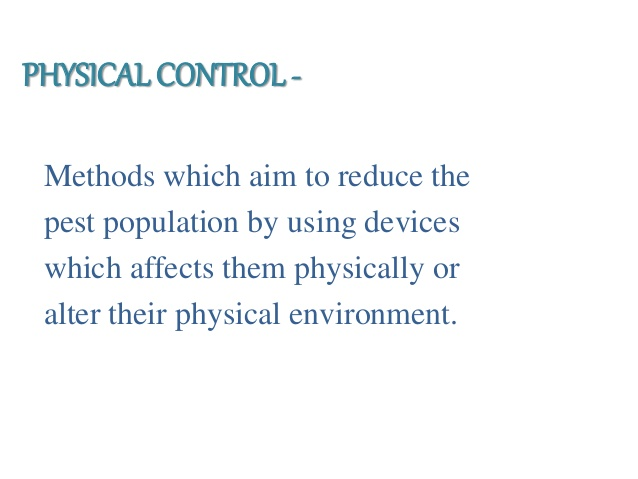 PHYSICAL CONTROL -
Methods which aim to reduce the
pest population by using devices
which affects them physically or
alter their physical environment.